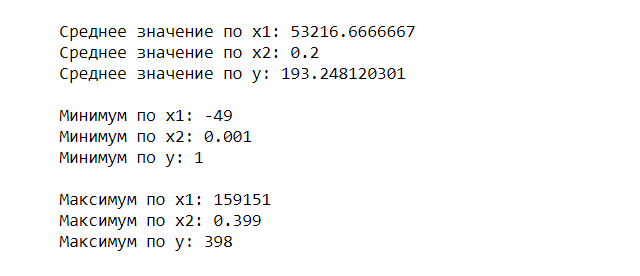 Среднее значение по x1: 53216.6666667
Среднее значение по x2: 0.2
Среднее значение по y: 193.248120301
Минимум по x1: -49
Минимум по x2: 0.001
Минимум по y: 1
Максимум по x1: 159151
Максимум по x2: 0.399
Максимум по y: 398